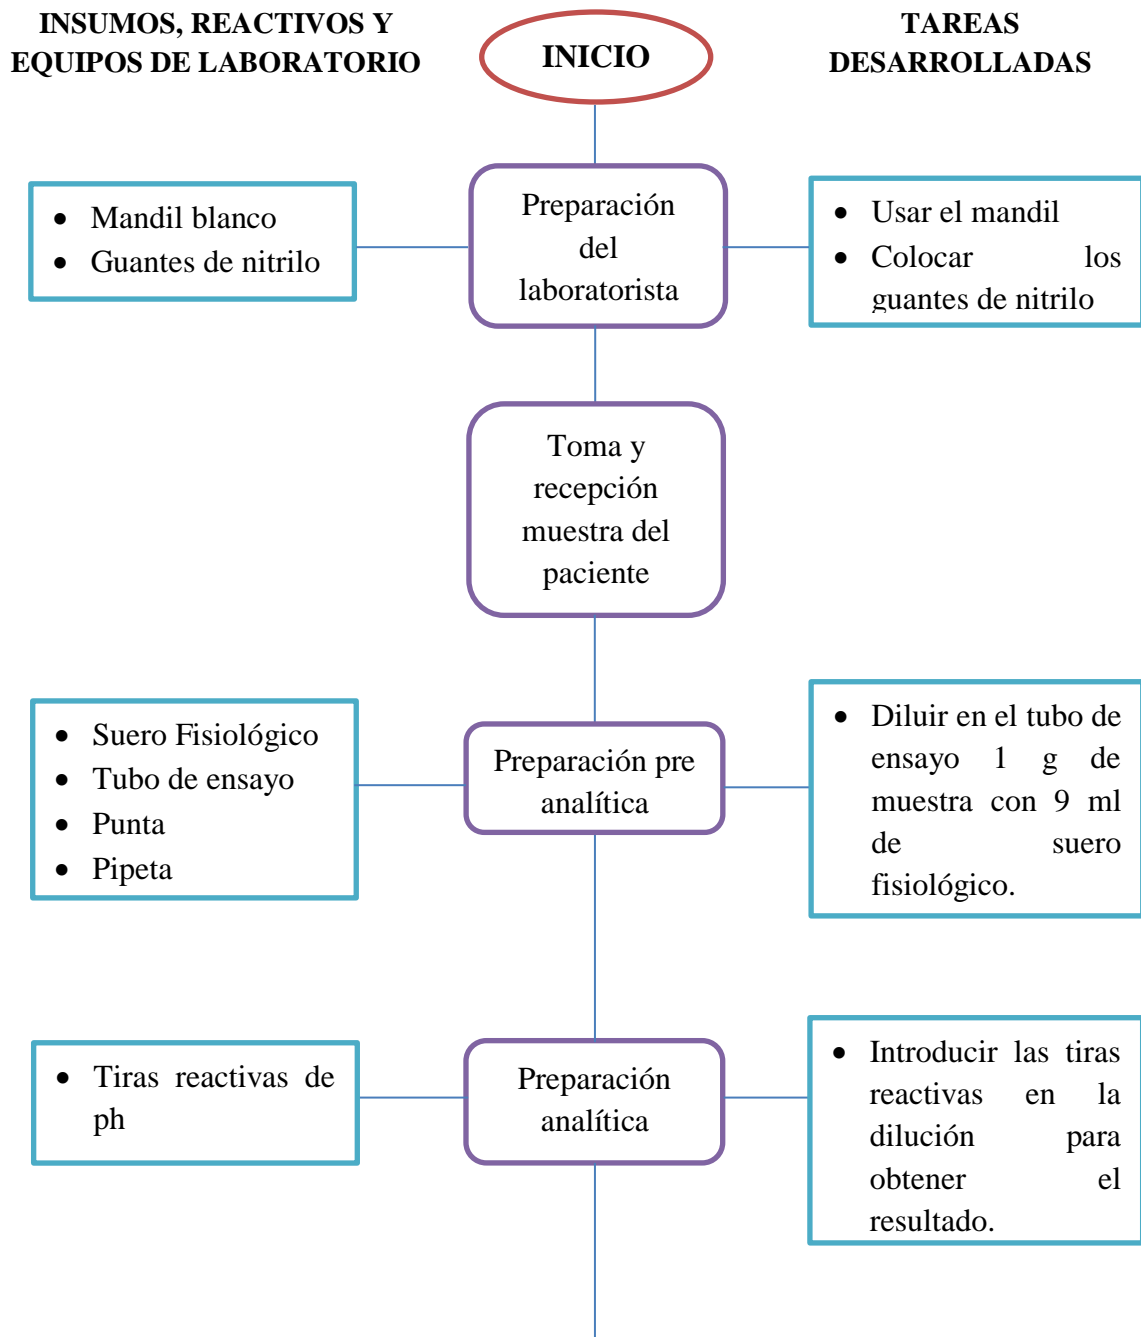 INSUMOS, REACTIVOS Y
EQUIPOS DE LABORATORIO
INICIO
TAREAS
DESARROLLADAS
• Mandil blanco
• Guantes de nitrilo
Preparación
del
laboratorista
• Usar el mandil
• Colocar los
guantes de nitrilo
Toma y
recepción
muestra del
paciente
• Suero Fisiológico
• Tubo de ensayo
• Punta
• Pipeta
Preparación pre
analítica
• Diluir en el tubo de
ensayo 1 g de
muestra con 9 ml
de suero
fisiológico.
• Tiras reactivas de
ph
Preparación
analítica
• Introducir las tiras
reactivas en la
dilución para
obtener el
resultado.